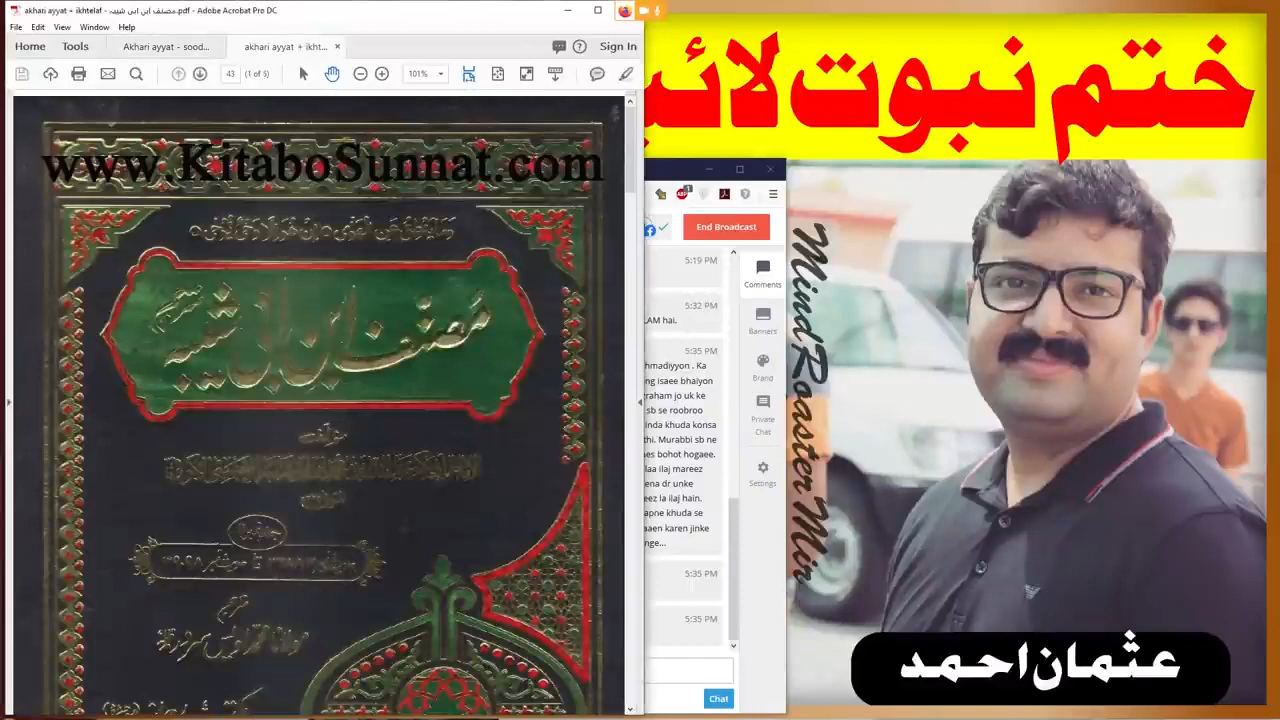 akhari ayyat + ikhtelaf - مصنف ابن ابی شیبہ.pdf - Adobe Acrobat Pro DC
File Edit View Window Help
Home Tools Akhari ayyat - sood... akhari ayyat + ikht... × Sign In
43 (1 of 5) 101%
www.KitaboSunnat.com
مصنف ابن ابی شیبہ
مترجم
End Broadcast
5:19 PM
5:32 PM
LAM hai.
5:35 PM
hmadiyyon . Ka
ng isaee bhaiyon
raham jo uk ke
sb se roobroo
inda khuda konsa
thi. Murabbi sb ne
nes bohot hogaee.
laa ilaj mareez
ena dr unke
eez la ilaj hain.
apne khuda se
aaen karen jinke
nge...
5:35 PM
5:35 PM
Chat
Comments
Banners
Brand
Private
Chat
Settings
ختم نبوت لائی
MindRoasterMir
عثمان احمد